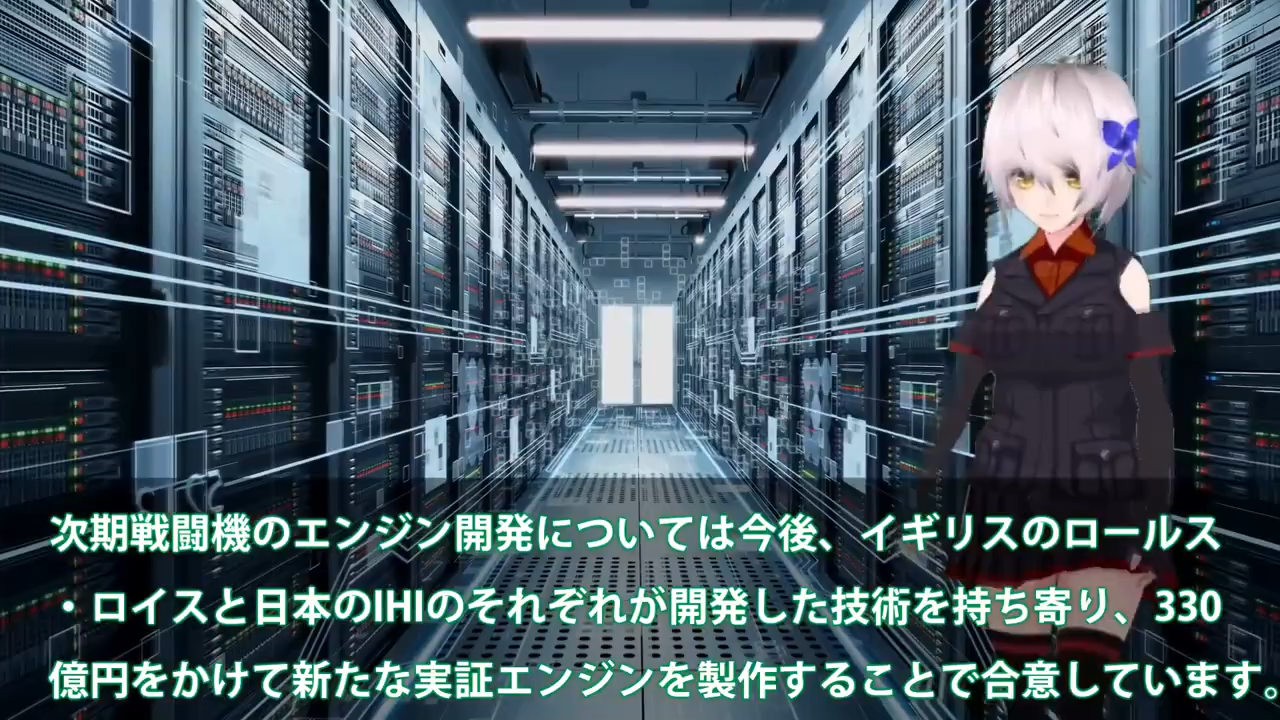 次期戦闘機のエンジン開発については今後、イギリスのロールス
・ロイスと日本のIHIのそれぞれが開発した技術を持ち寄り、330
億円をかけて新たな実証エンジンを製作することで合意しています。